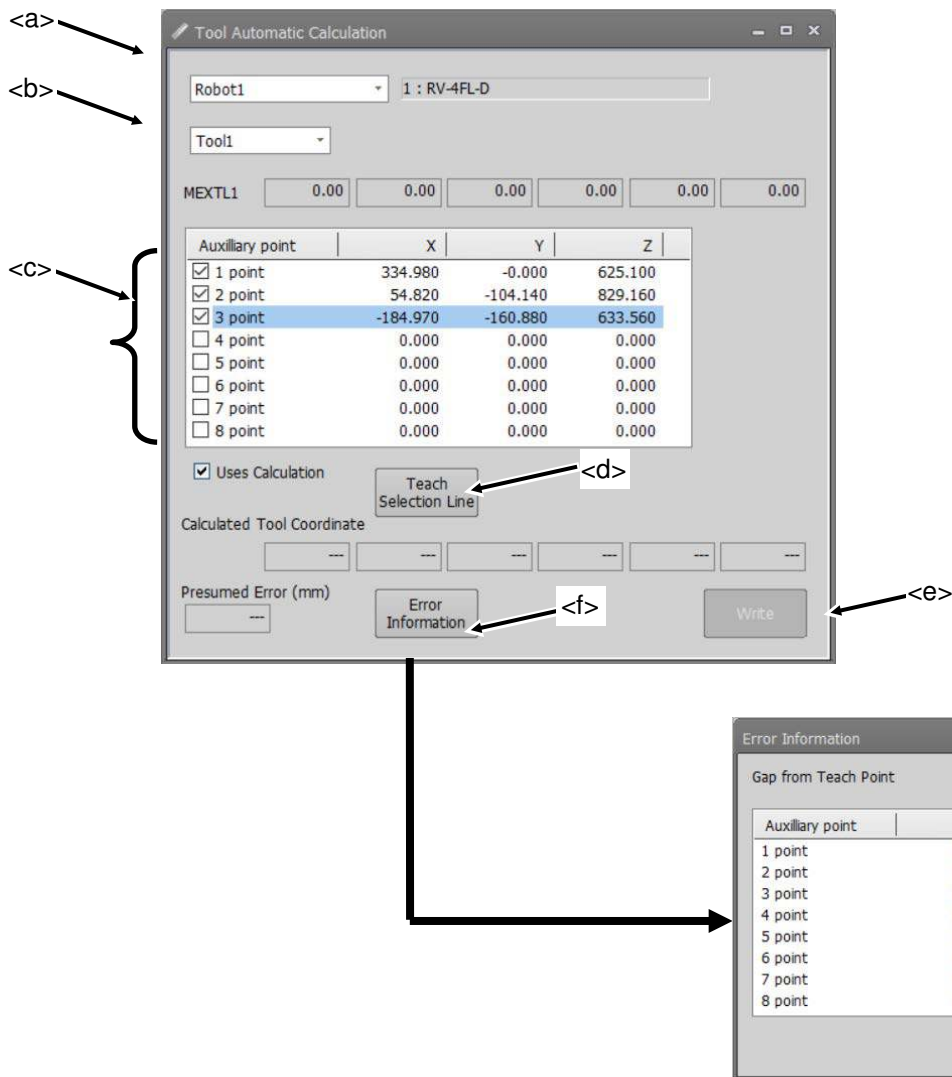 <a>
Tool Automatic Calculation
<b>
Robot1 1 : RV-4FL-D
Tool1
MEXTL1 0.00 0.00 0.00 0.00 0.00 0.00
<c>
Auxiliary point X Y Z
1 point 334.980 -0.000 625.100
2 point 54.820 -104.140 829.160
3 point -184.970 -160.880 633.560
4 point 0.000 0.000 0.000
5 point 0.000 0.000 0.000
6 point 0.000 0.000 0.000
7 point 0.000 0.000 0.000
8 point 0.000 0.000 0.000
Uses Calculation
Teach
Selection Line
<d>
Calculated Tool Coordinate
--- --- --- --- --- ---
Presumed Error (mm)
---
Error
Information
<f>
Write
<e>
Error Information
Gap from Teach Point
Auxiliary point
1 point
2 point
3 point
4 point
5 point
6 point
7 point
8 point